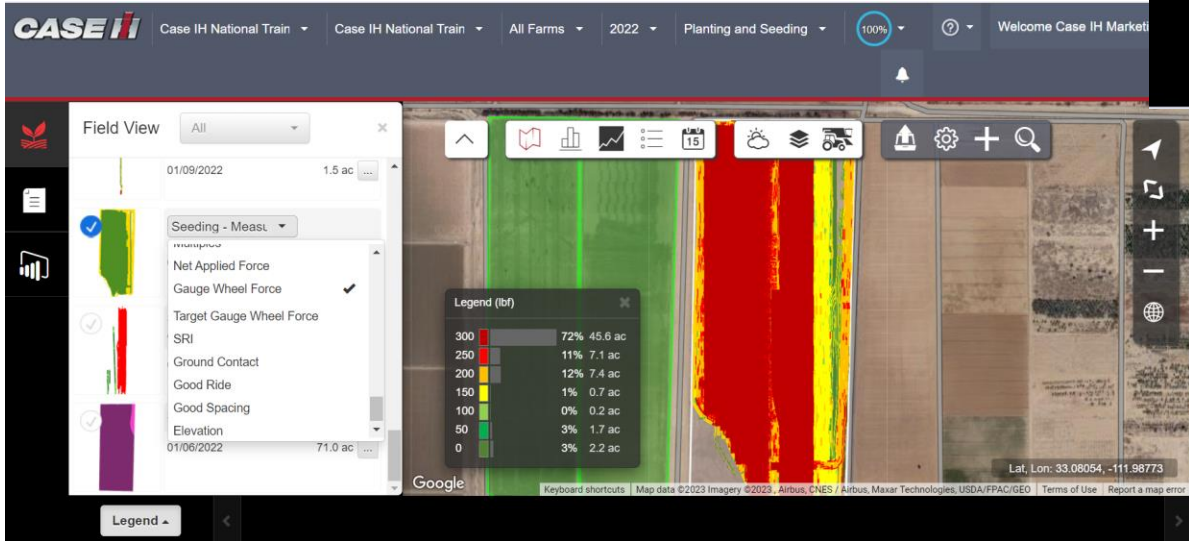 CASE IH
Case IH National Train
Case IH National Train
All Farms
2022
Planting and Seeding
100%
Welcome Case IH Marketi
Field View
All
01/09/2022
1.5 ac
...
Seeding - Meası
Multiples
Net Applied Force
Gauge Wheel Force
Target Gauge Wheel Force
SRI
Ground Contact
Good Ride
Good Spacing
Elevation
01/06/2022
71.0 ac
...
15
Legend (lbf)
300 72% 45.6 ac
250 11% 7.1 ac
200 12% 7.4 ac
150 1% 0.7 ac
100 0% 0.2 ac
50 3% 1.7 ac
0 3% 2.2 ac
Lat, Lon: 33.08054, -111.98773
Google
Keyboard shortcuts
Map data ©2023 Imagery ©2023 , Airbus, CNES / Airbus, Maxar Technologies, USDA/FPAC/GEO
Terms of Use
Report a map error
Legend